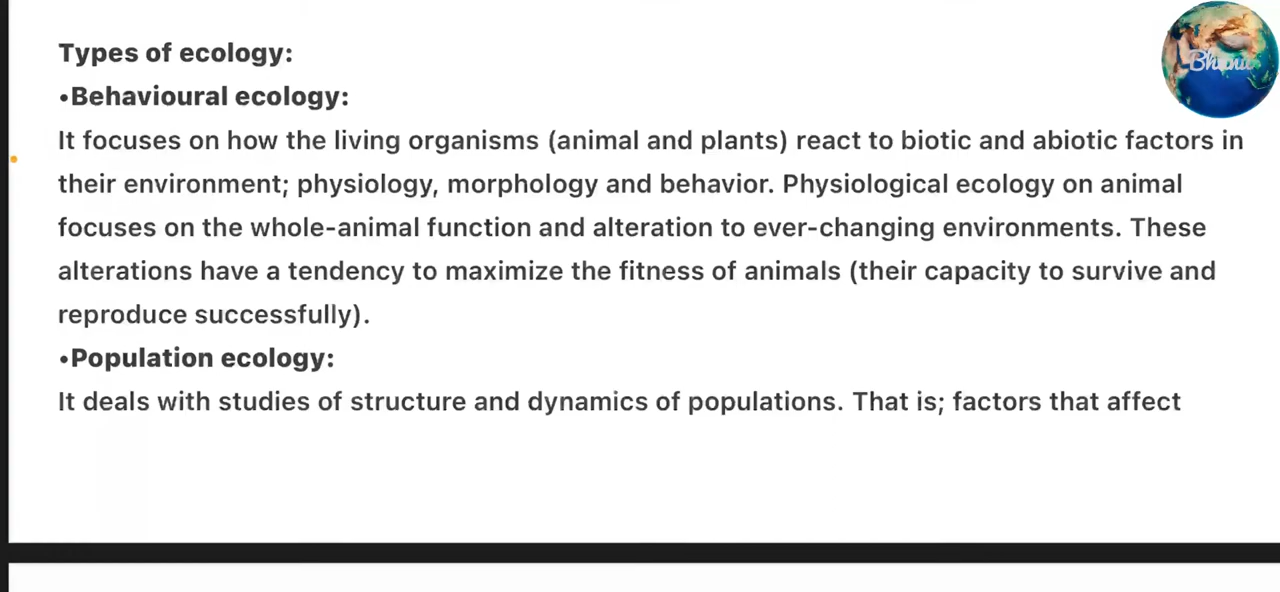 Types of ecology:
•Behavioural ecology:
It focuses on how the living organisms (animal and plants) react to biotic and abiotic factors in
their environment; physiology, morphology and behavior. Physiological ecology on animal
focuses on the whole-animal function and alteration to ever-changing environments. These
alterations have a tendency to maximize the fitness of animals (their capacity to survive and
reproduce successfully).
•Population ecology:
It deals with studies of structure and dynamics of populations. That is; factors that affect